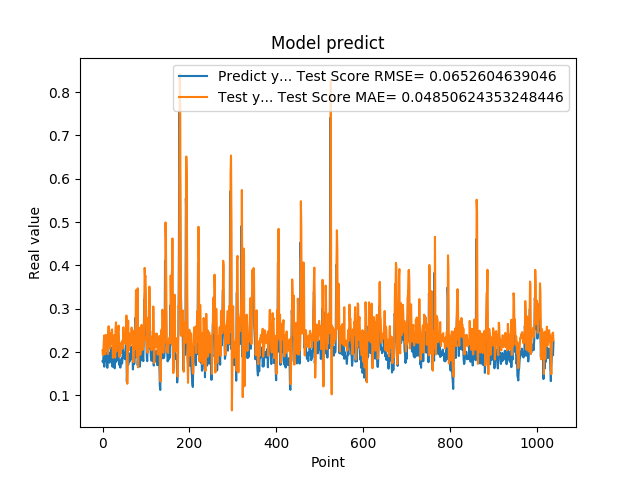 Model predict
Predict y... Test Score RMSE= 0.0652604639046
Test y... Test Score MAE= 0.04850624353248446
0.8
0.7
0.6
0.5
0.4
0.3
0.2
0.1
Real value
0 200 400 600 800 1000
Point